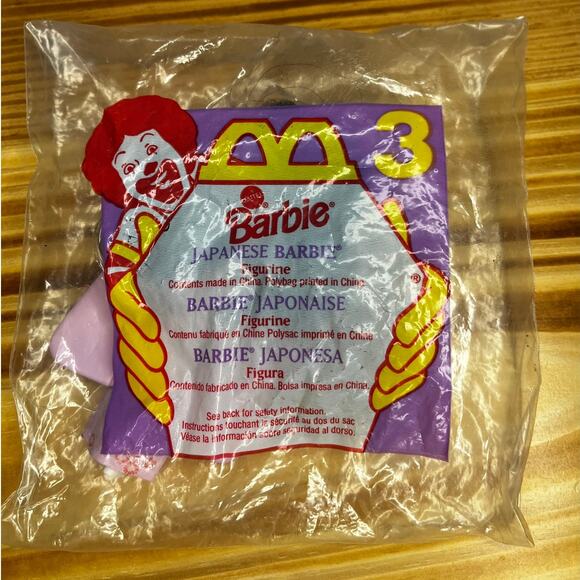 3
MATTEL
Barbie®
JAPANESE BARBIE®
Figurine
Contents made in China. Polybag printed in China.
BARBIE® JAPONAISE
Figurine
Contenu fabriqué en Chine Polysac imprimé en Chine
BARBIE® JAPONESA
Figura
Contenido fabricado en China. Bolsa impresa en China.
See back for safety information.
Instructions touchant la sécurité au dos du sac
Véase la información sobre seguridad al dorso.
®